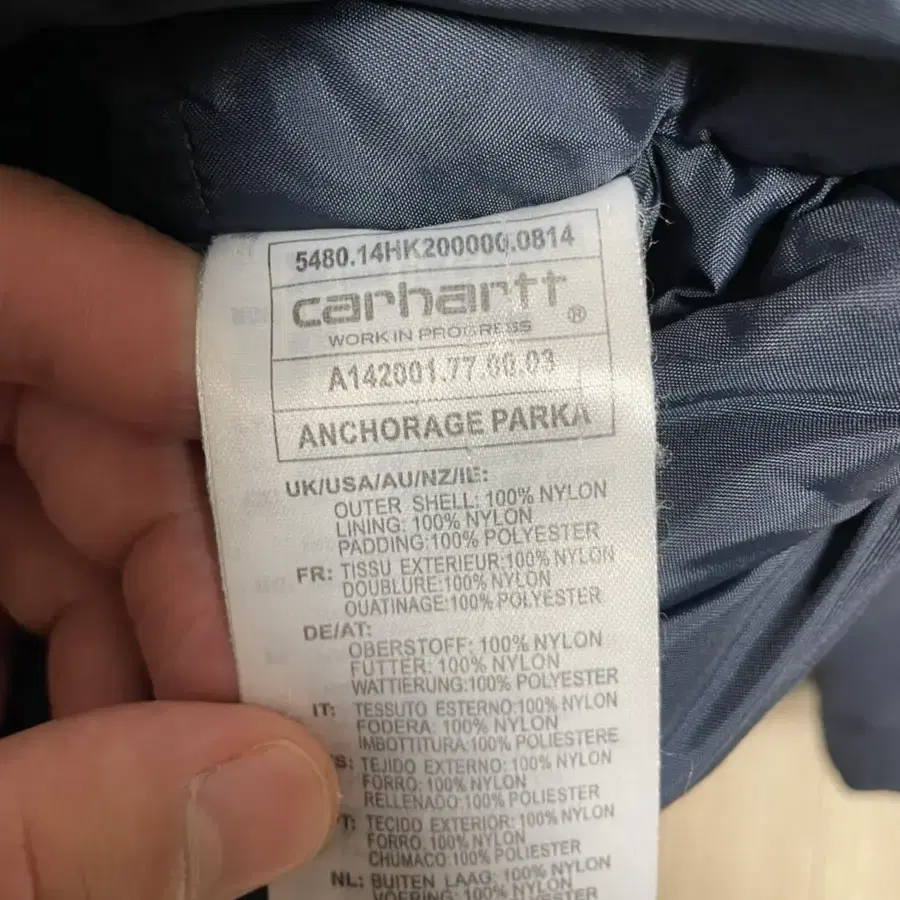 5480.14HK200000.0814
carhartt®
WORK IN PROGRESS
A142001.77.00.03
ANCHORAGE PARKA
UK/USA/AU/NZ/IE:
OUTER SHELL: 100% NYLON
LINING: 100% NYLON
PADDING:100% POLYESTER
FR: TISSU EXTERIEUR:100% NYLON
DOUBLURE:100% NYLON
OUATINAGE:100% POLYESTER
DE/AT:
OBERSTOFF: 100% NYLON
FUTTER: 100% NYLON
WATTIERUNG:100% POLYESTER
IT: TESSUTO ESTERNO:100% NYLON
FODERA: 100% NYLON
IMBOTTITURA:100% POLIESTERE
S: TEJIDO EXTERNO: 100% NYLON
FORRO: 100% NYLON
RELLENADO:100% POLIESTER
T: TECIDO EXTERIOR: 100% NYLON
FORRO: 100% NYLON
CHUMACO:100% POLIESTER
NL: BUITEN LAAG: 100% NYLON
VOERING: 100% NYLON